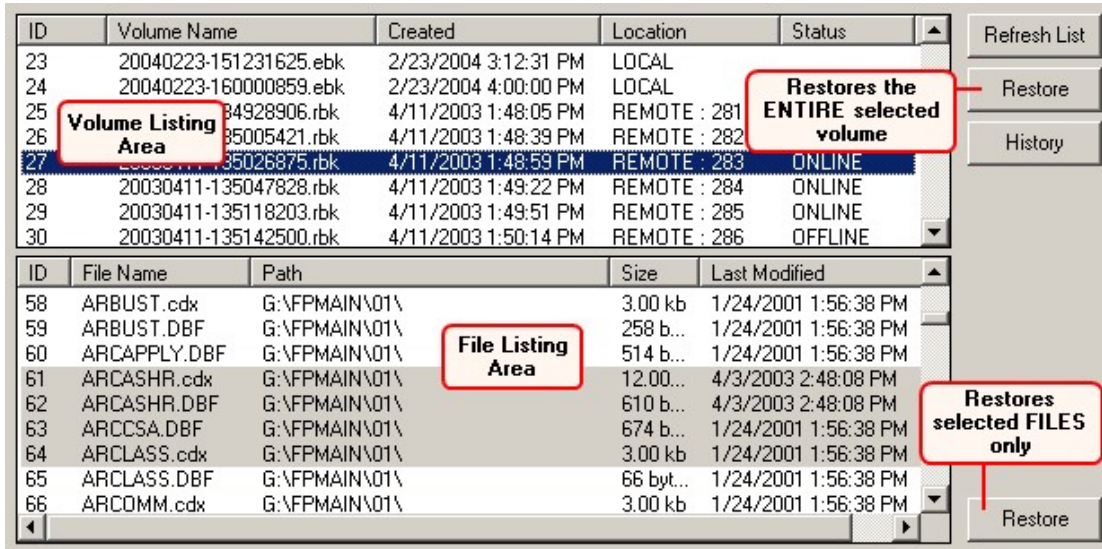 ID Volume Name Created Location Status
23 20040223-151231625.ebk 2/23/2004 3:12:31 PM LOCAL
24 20040223-160000859.ebk 2/23/2004 4:00:00 PM LOCAL
25 4/11/2003 1:48:05 PM REMOTE : 281
26 4/11/2003 1:48:39 PM REMOTE : 282
27 4/11/2003 1:48:59 PM REMOTE : 283 ONLINE
28 20030411-135047828.rbk 4/11/2003 1:49:22 PM REMOTE : 284 ONLINE
29 20030411-135118203.rbk 4/11/2003 1:49:51 PM REMOTE : 285 ONLINE
30 20030411-135142500.rbk 4/11/2003 1:50:14 PM REMOTE : 286 OFFLINE
Volume Listing
Area
Restores the
ENTIRE selected
volume
Refresh List
Restore
History
ID File Name Path Size Last Modified
58 ARBUST.cdx G:\FPMAIN\01\ 3.00 kb 1/24/2001 1:56:38 PM
59 ARBUST.DBF G:\FPMAIN\01\ 258 b... 1/24/2001 1:56:38 PM
60 ARCAPPLY.DBF G:\FPMAIN\01\ 514 b... 1/24/2001 1:56:38 PM
61 ARCASHR.cdx G:\FPMAIN\01\ 12.00... 4/3/2003 2:48:08 PM
62 ARCASHR.DBF G:\FPMAIN\01\ 610 b... 4/3/2003 2:48:08 PM
63 ARCCSA.DBF G:\FPMAIN\01\ 674 b... 1/24/2001 1:56:38 PM
64 ARCLASS.cdx G:\FPMAIN\01\ 3.00 kb 1/24/2001 1:56:38 PM
65 ARCLASS.DBF G:\FPMAIN\01\ 66 byt... 1/24/2001 1:56:38 PM
66 ARCOMM.cdx G:\FPMAIN\01\ 3.00 kb 1/24/2001 1:56:38 PM
File Listing
Area
Restores
selected FILES
only
Restore